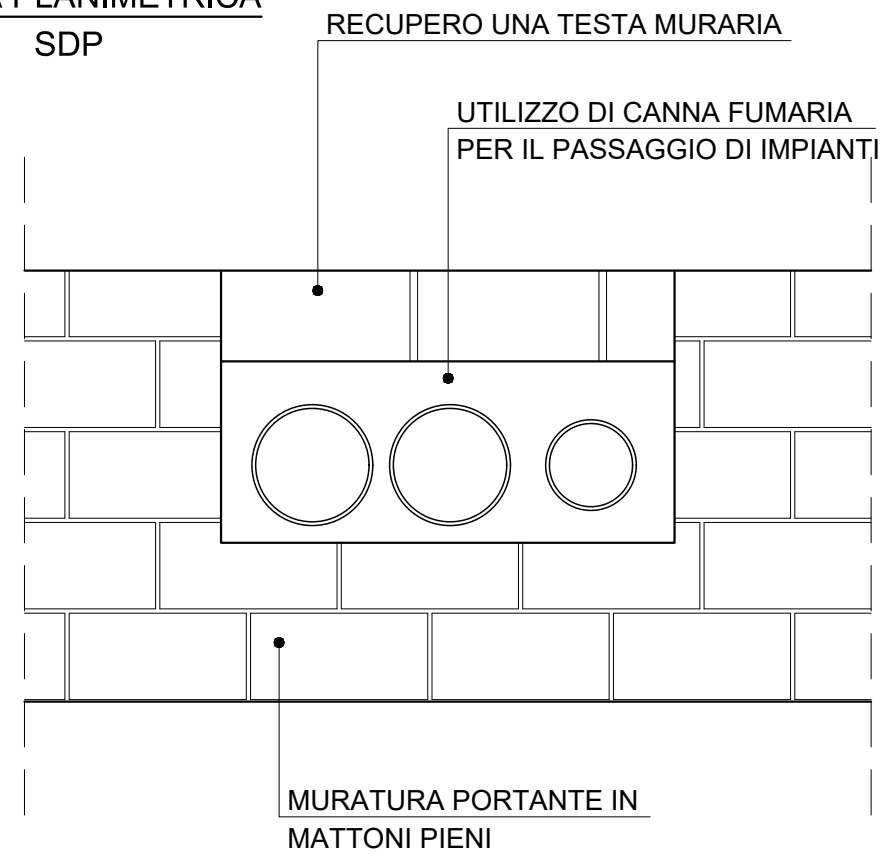 PLANIMETRICA
SDP
RECUPERO UNA TESTA MURARIA
UTILIZZO DI CANNA FUMARIA
PER IL PASSAGGIO DI IMPIANTI
MURATURA PORTANTE IN
MATTONI PIENI